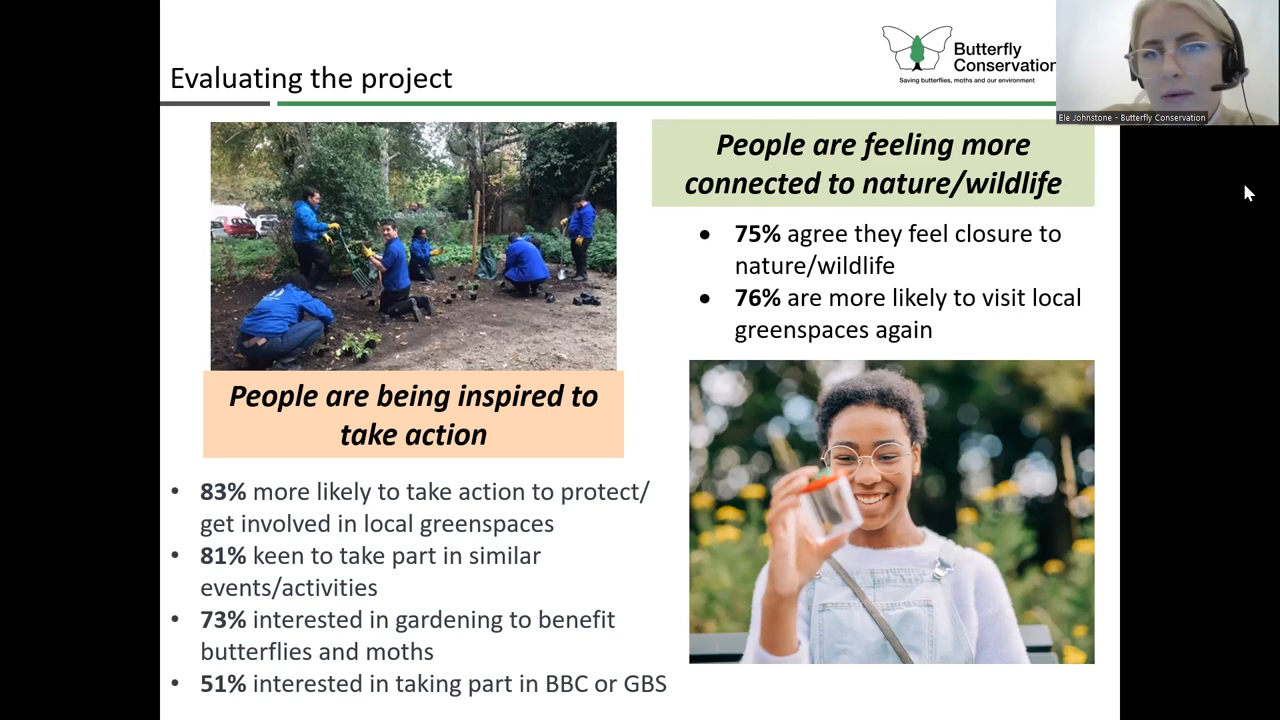 Evaluating the project
Butterfly
Conservation
Saving butterflies, moths and our environment
Ele Johnstone - Butterfly Conservation
People are feeling more
connected to nature/wildlife
• 75% agree they feel closure to
nature/wildlife
• 76% are more likely to visit local
greenspaces again
People are being inspired to
take action
• 83% more likely to take action to protect/
get involved in local greenspaces
• 81% keen to take part in similar
events/activities
• 73% interested in gardening to benefit
butterflies and moths
• 51% interested in taking part in BBC or GBS